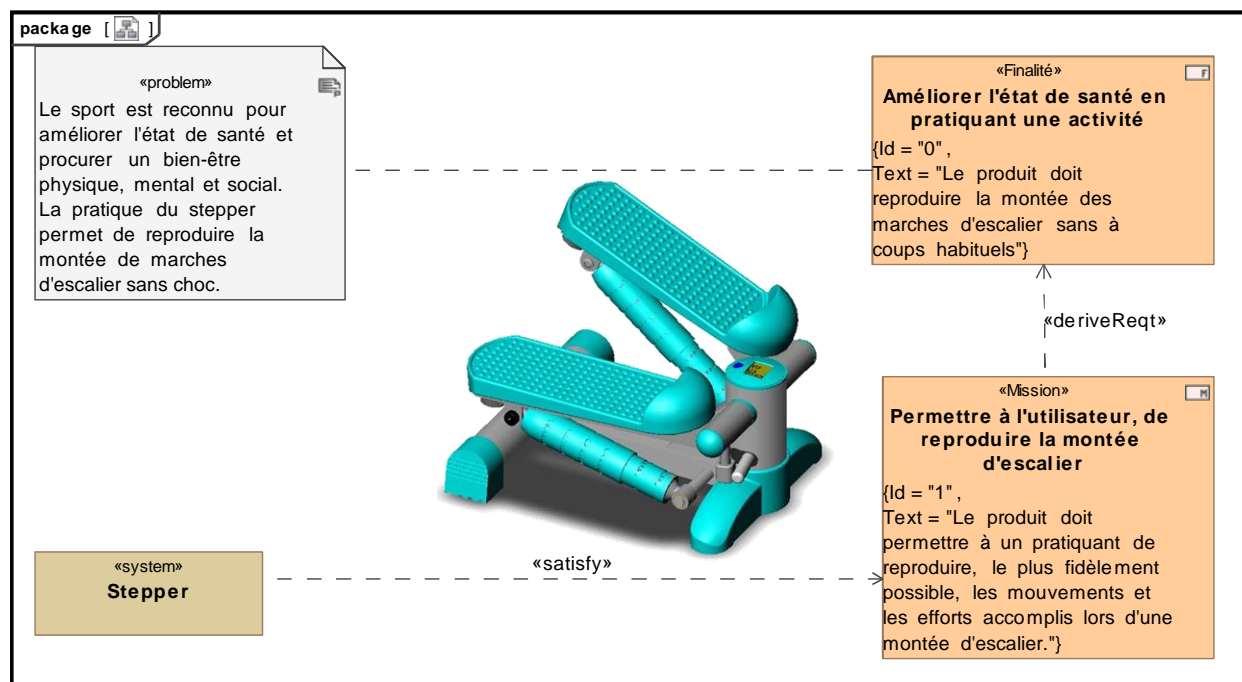 package [ ]
«problem»
Le sport est reconnu pour
améliorer l'état de santé et
procurer un bien-être
physique, mental et social.
La pratique du stepper
permet de reproduire la
montée de marches
d'escalier sans choc.
«Finalité»
F
Améliorer l'état de santé en
pratiquant une activité
{Id = "0" ,
Text = "Le produit doit
reproduire la montée des
marches d'escalier sans à
coups habituels"}
«deriveReqt»
«Mission»
M
Permettre à l'utilisateur, de
reproduire la montée
d'escalier
{Id = "1" ,
Text = "Le produit doit
permettre à un pratiquant de
reproduire, le plus fidèlement
possible, les mouvements et
les efforts accomplis lors d'une
montée d'escalier."}
«satisfy»
«system»
Stepper